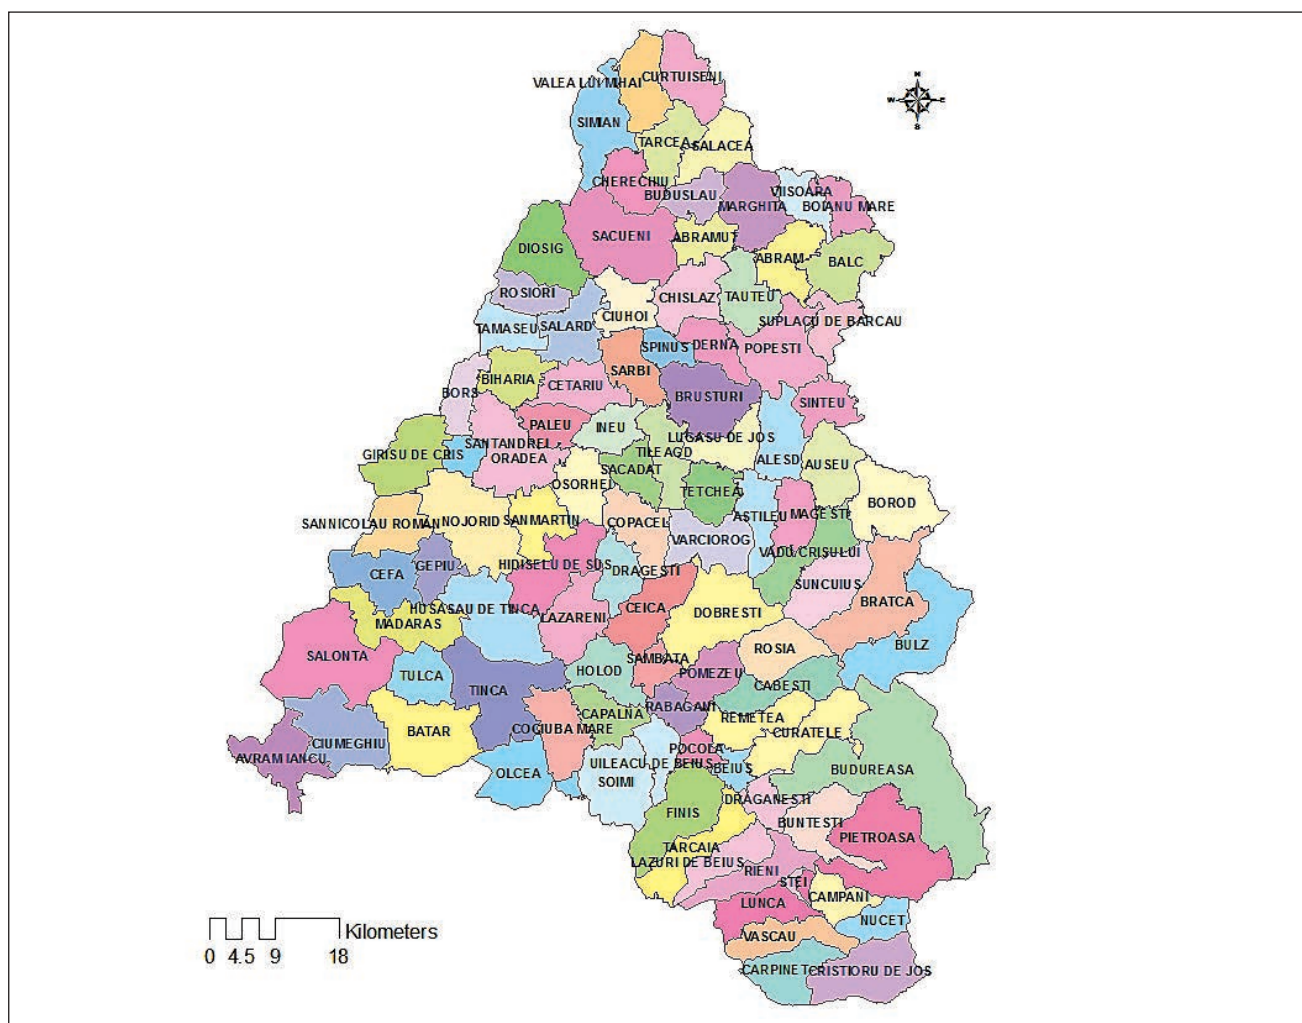 CURTUISENI
VALEA LUI MIHAI
N
W E
S
SIMIAN
TARCEA
SALACEA
CHERECHIU
BUDUSLAU
VIISOARA
MARGHITA
BOIANU MARE
SACUENI
ABRAMUT
DIOSIG
ABRAM
BALC
ROSIORI
CHISLAZ
TAUTEU
CIUHOI
SUPLACU DE BARCAU
TAMASEU
SALARD
SPINUS
DERNA
POPESTI
SARBI
BIHARIA
CETARIU
BORS
BRUSTURI
SINTEU
PALEU
INEU
LUGASU DE JOS
SANTANDREI
TILEAGD
GIRISU DE CRIS
ORADEA
ALESD
AUSEU
SACADAT
OSORHEI
TETCHEA
BOROD
SANNICOLAU ROMAN
NOJORID
SANMARTIN
COPACEL
ASTILEU
MAGESTI
VARCIOROG
VADU CRISULUI
CEFA
GEPIU
HIDISELU DE SUS
DRAGESTI
SUNCUIUS
BRATCA
HUSASAU DE TINCA
CEICA
DOBRESTI
MADARAS
LAZARENI
BULZ
SALONTA
SAMBATA
ROSIA
TULCA
HOLOD
POMEZEU
TINCA
CABESTI
RABAGANI
CAPALNA
REMETEA
BATAR
COCIUBA MARE
CURATELE
CIUMEGHIU
POCOLA
AVRAM IANCU
UILEACU DE BEIUS
BEIUS
OLCEA
BUDUREASA
SOIMI
DRAGANESTI
FINIS
BUNTESTI
PIETROASA
TARCAIA
LAZURI DE BEIUS
RIENI
STEI
CAMPANI
LUNCA
NUCET
VASCAU
CARPINET
CRISTIORU DE JOS
Kilometers
0 4.5 9 18